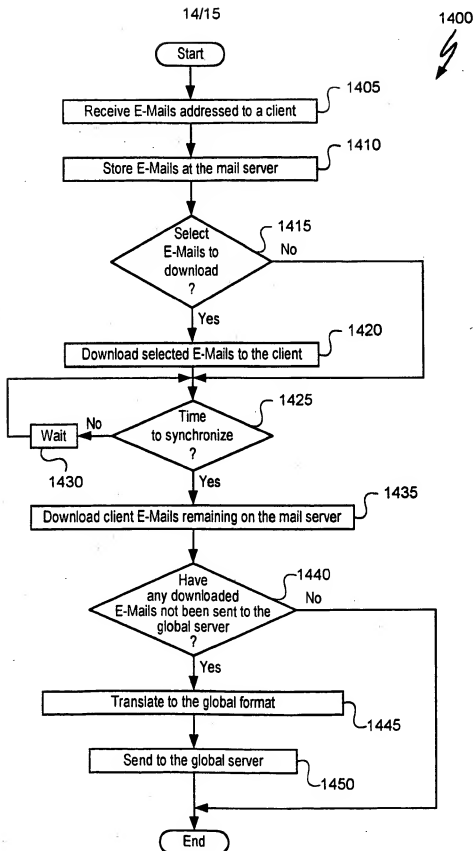 14/15
1400
Start
1405
Receive E-Mails addressed to a client
1410
Store E-Mails at the mail server
1415
Select
E-Mails to
download
?
No
Yes
1420
Download selected E-Mails to the client
1425
Time
to synchronize
?
No
Wait
1430
Yes
1435
Download client E-Mails remaining on the mail server
1440
Have
any downloaded
E-Mails not been sent to the
global server
?
No
Yes
Translate to the global format
1445
Send to the global server
1450
End